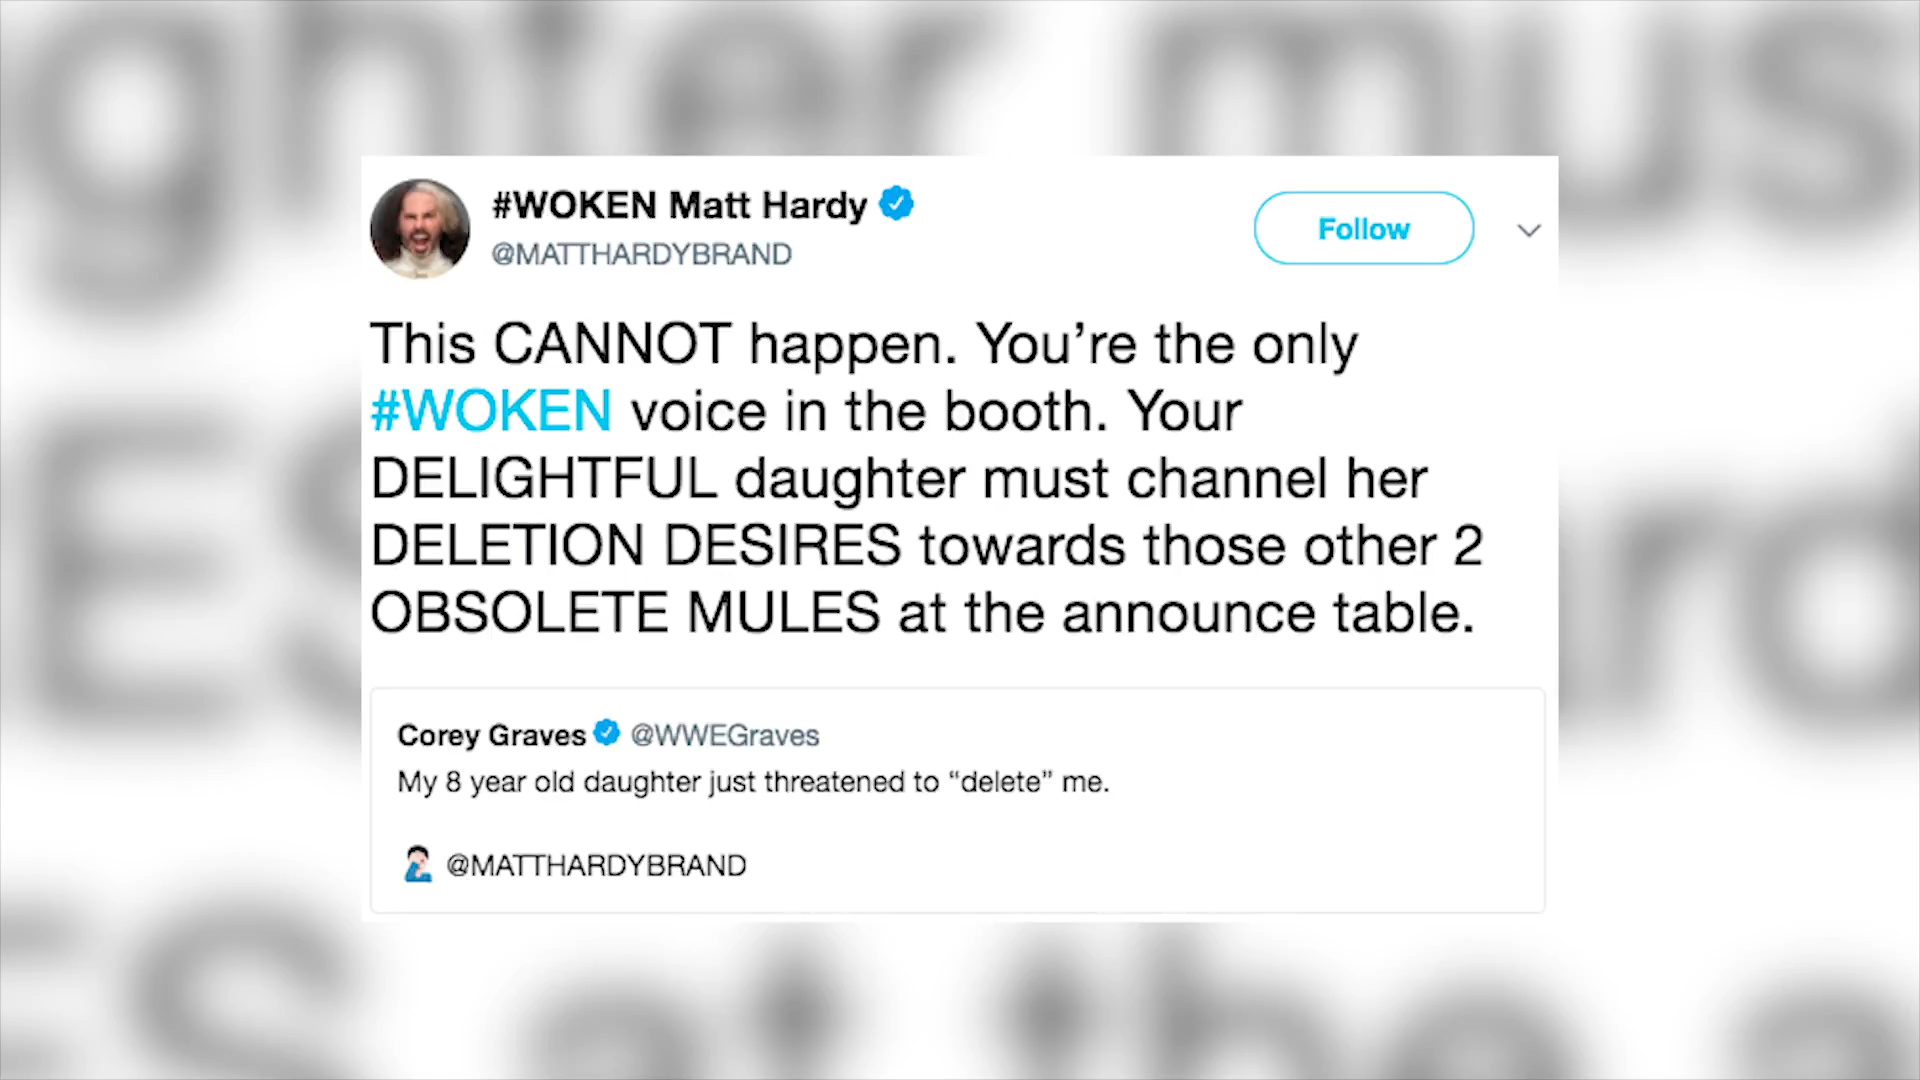 #WOKEN Matt Hardy
@MATTHARDYBRAND
Follow
This CANNOT happen. You’re the only
#WOKEN voice in the booth. Your
DELIGHTFUL daughter must channel her
DELETION DESIRES towards those other 2
OBSOLETE MULES at the announce table.
Corey Graves @WWEGraves
My 8 year old daughter just threatened to “delete” me.
@MATTHARDYBRAND